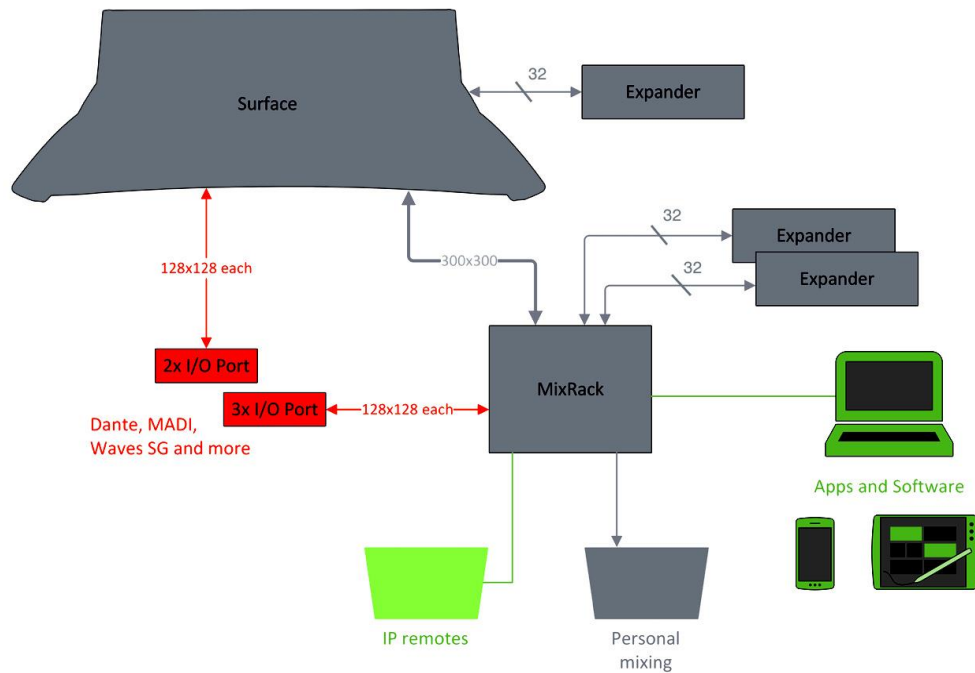 Surface
32
Expander
32
Expander
32
Expander
128x128 each
300x300
2x I/O Port
3x I/O Port
128x128 each
MixRack
Dante, MADI,
Waves SG and more
Apps and Software
IP remotes
Personal
mixing